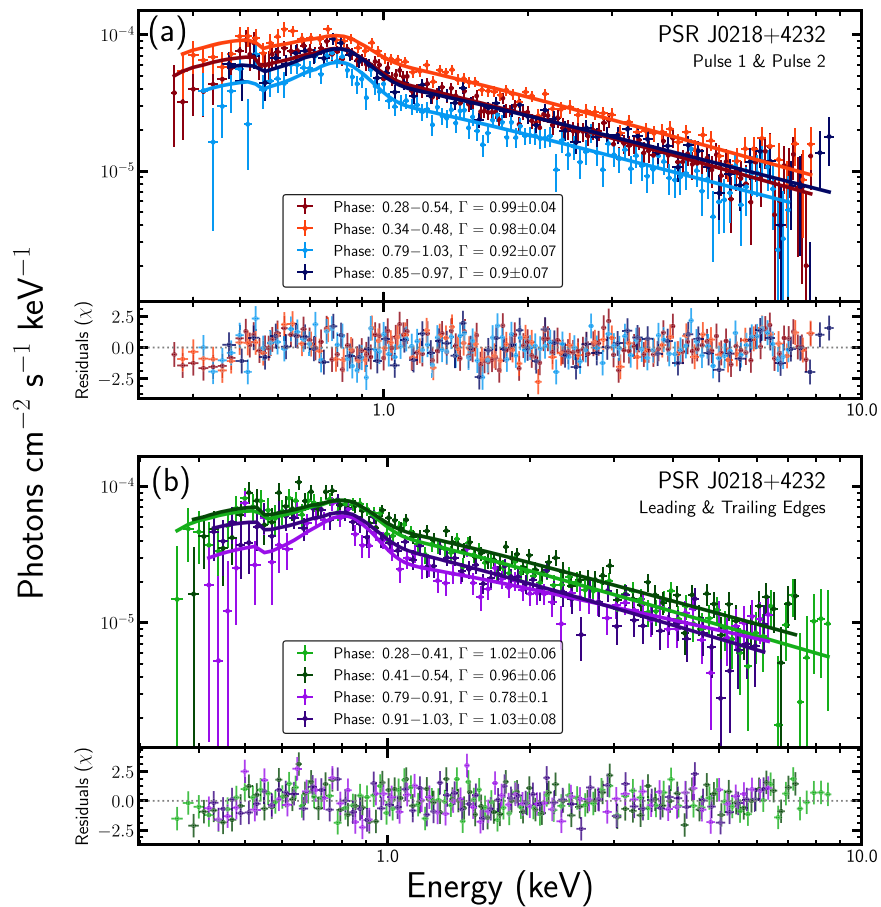 Photons cm⁻² s⁻¹ keV⁻¹
(a)
PSR J0218+4232
Pulse 1 & Pulse 2
10⁻⁴
10⁻⁵
Phase: 0.28−0.54, Γ = 0.99±0.04
Phase: 0.34−0.48, Γ = 0.98±0.04
Phase: 0.79−1.03, Γ = 0.92±0.07
Phase: 0.85−0.97, Γ = 0.9±0.07
Residuals (χ)
2.5
0.0
−2.5
1.0
10.0
(b)
PSR J0218+4232
Leading & Trailing Edges
10⁻⁴
10⁻⁵
Phase: 0.28−0.41, Γ = 1.02±0.06
Phase: 0.41−0.54, Γ = 0.96±0.06
Phase: 0.79−0.91, Γ = 0.78±0.1
Phase: 0.91−1.03, Γ = 1.03±0.08
Residuals (χ)
2.5
0.0
−2.5
1.0
10.0
Energy (keV)